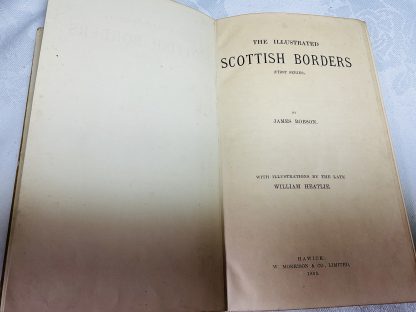 THE ILLUSTRATED
SCOTTISH BORDERS
(FIRST SERIES).
BY
JAMES ROBSON.
WITH ILLUSTRATIONS BY THE LATE
WILLIAM HEATLIE.
HAWICK:
W. MORRISON & CO., LIMITED.